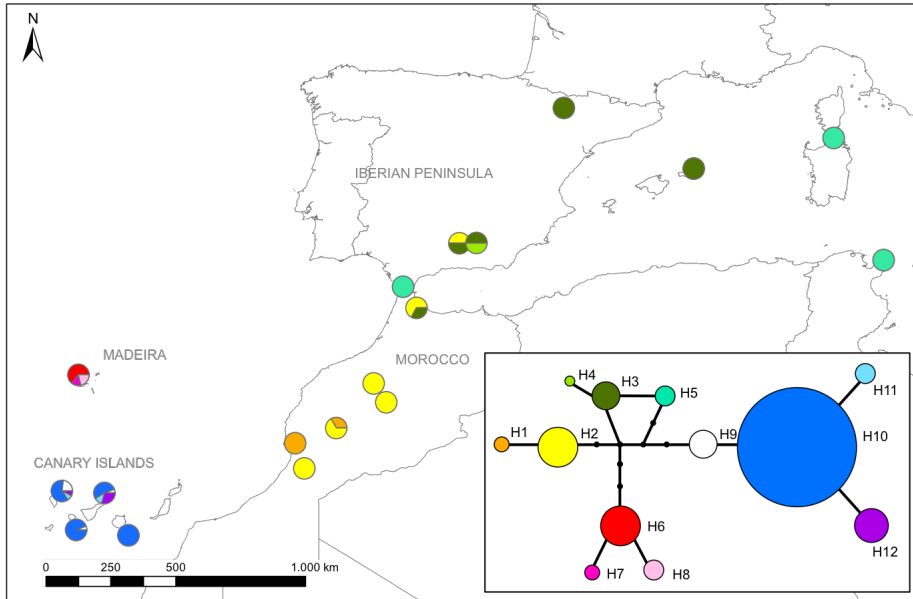 N
IBERIAN PENINSULA
MADEIRA
MOROCCO
CANARY ISLANDS
0 250 500 1.000 km
H4
H3
H5
H11
H1
H2
H9
H10
H6
H12
H7
H8